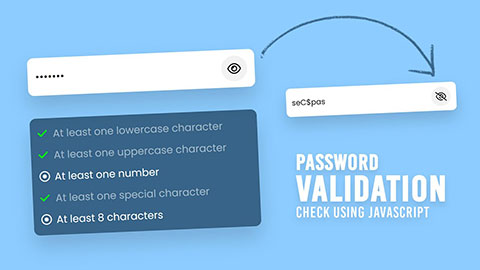 •••••••
At least one lowercase character
At least one uppercase character
At least one number
At least one special character
At least 8 characters
seC$pas
PASSWORD
VALIDATION
CHECK USING JAVASCRIPT